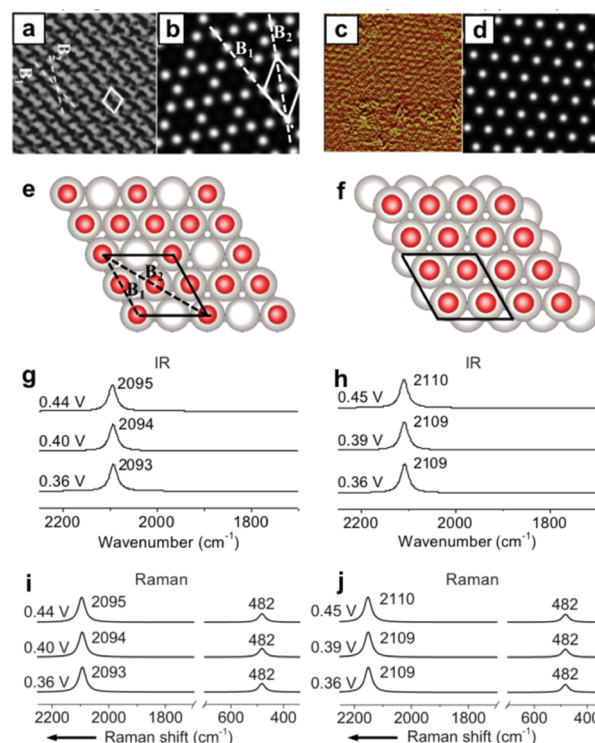 a
b
c
d
B₁
B₂
B₁
B₂
e
f
B₂
B₁
g
IR
h
IR
2095
0.44 V
2094
0.40 V
2093
0.36 V
2200 2000 1800
Wavenumber (cm⁻¹)
2110
0.45 V
2109
0.39 V
2109
0.36 V
2200 2000 1800
Wavenumber (cm⁻¹)
i
Raman
j
Raman
0.44 V 2095 482
0.40 V 2094 482
0.36 V 2093 482
2200 2000 600 400
Raman shift (cm⁻¹)
0.45 V 2110 482
0.39 V 2109 482
0.36 V 2109 482
2200 2000 600 400
Raman shift (cm⁻¹)